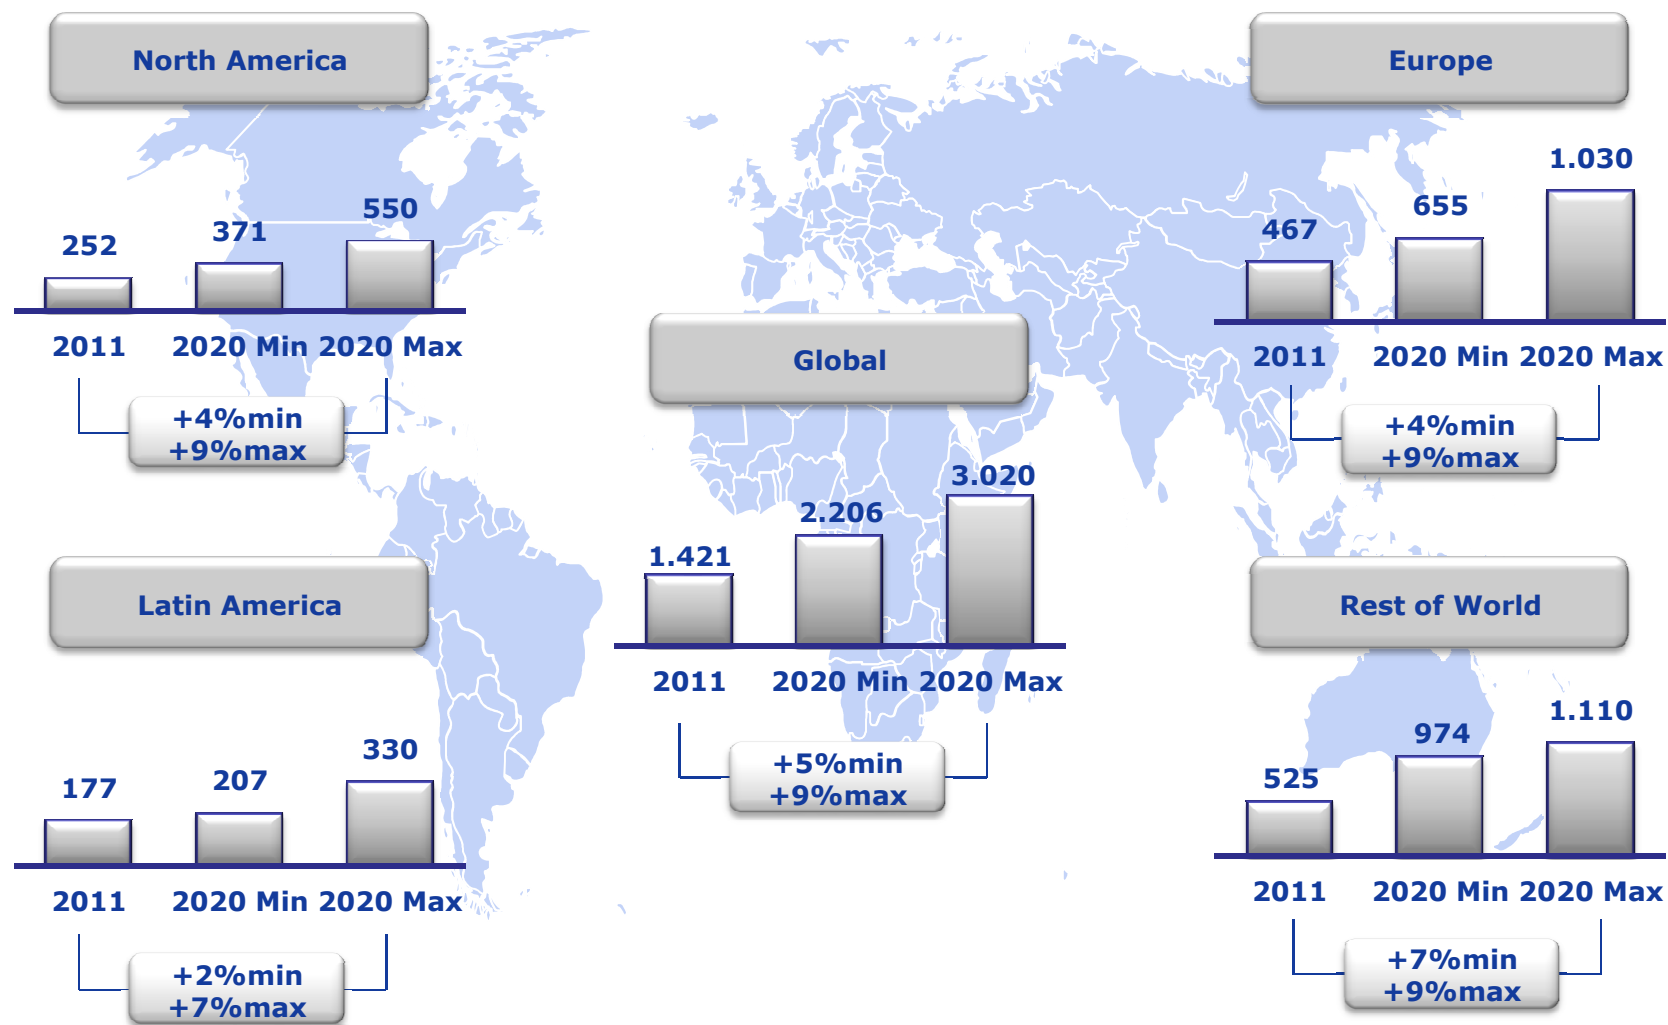 North America
252
371
550
2011
2020 Min
2020 Max
+4%min
+9%max
Europe
467
655
1.030
2011
2020 Min
2020 Max
+4%min
+9%max
Global
1.421
2.206
3.020
2011
2020 Min
2020 Max
+5%min
+9%max
Latin America
177
207
330
2011
2020 Min
2020 Max
+2%min
+7%max
Rest of World
525
974
1.110
2011
2020 Min
2020 Max
+7%min
+9%max